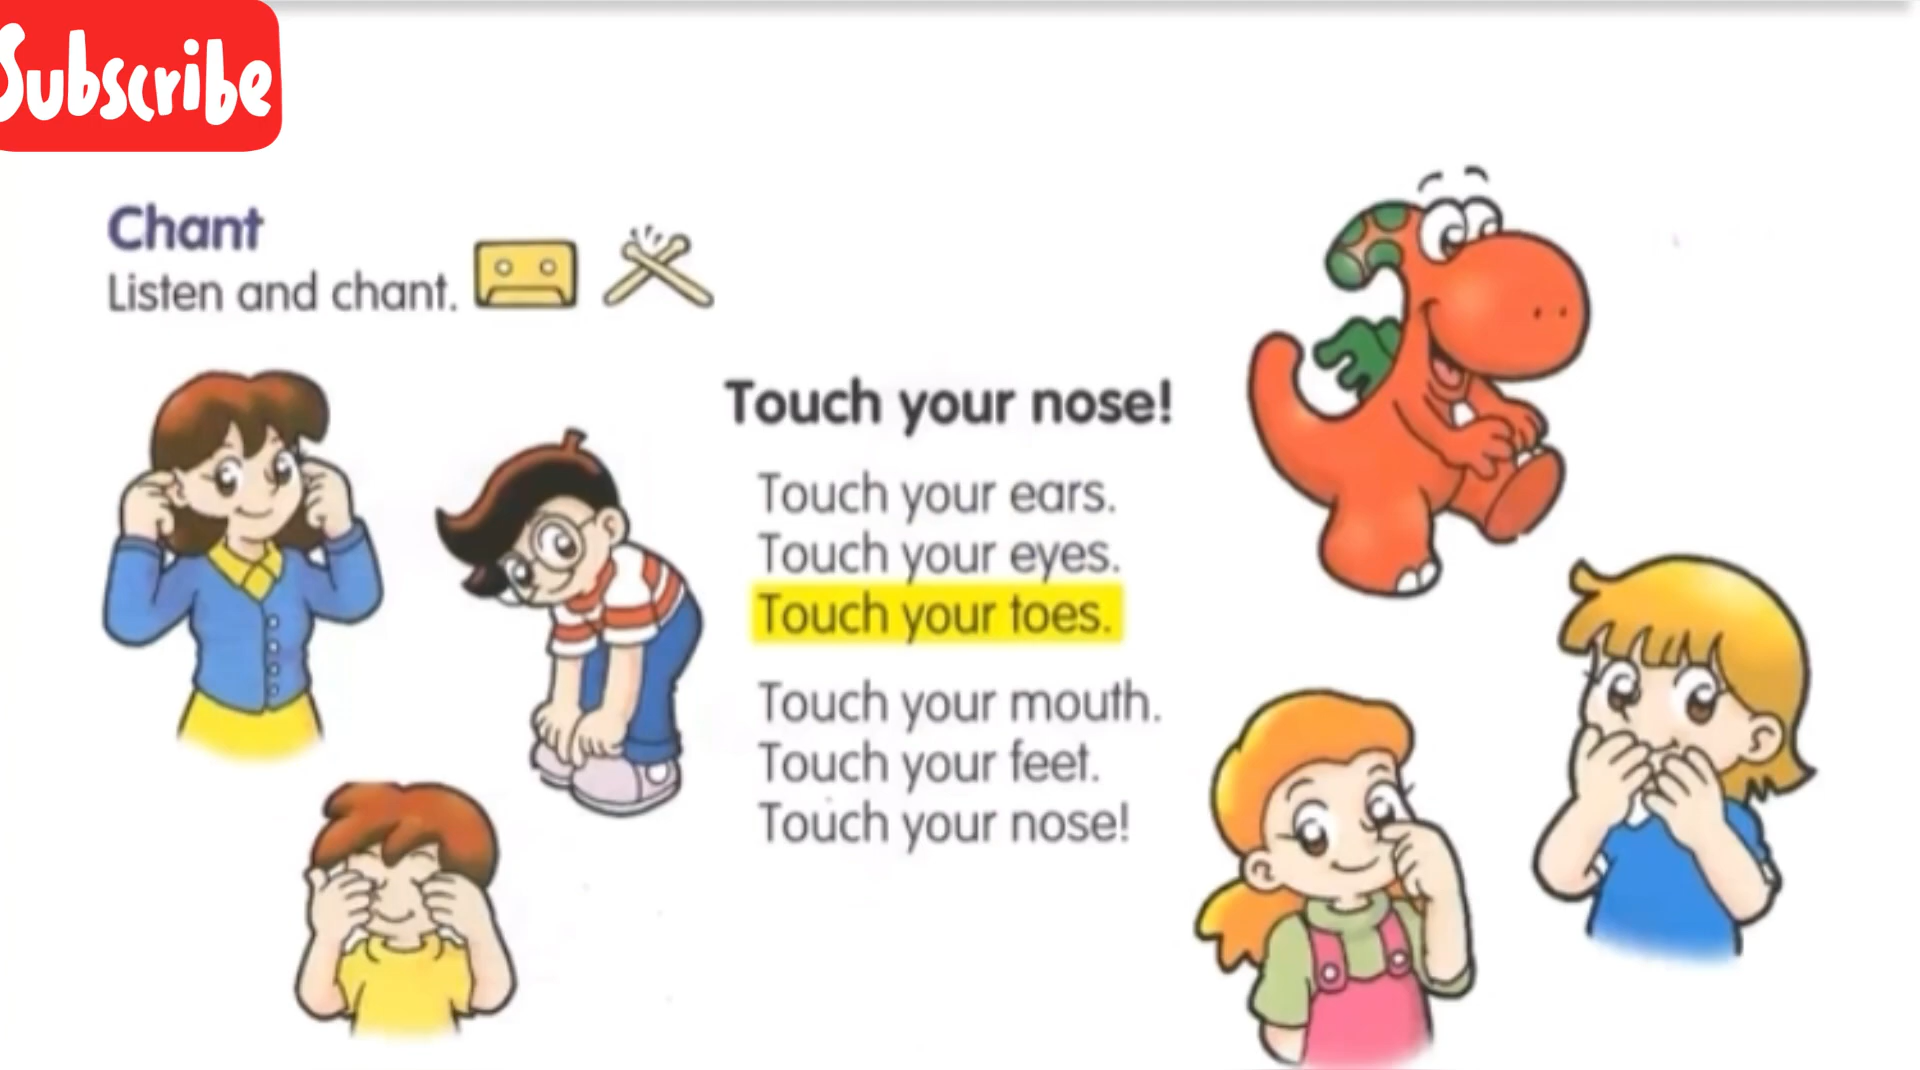 Subscribe
Chant
Listen and chant.
Touch your nose!
Touch your ears.
Touch your eyes.
Touch your toes.
Touch your mouth.
Touch your feet.
Touch your nose!